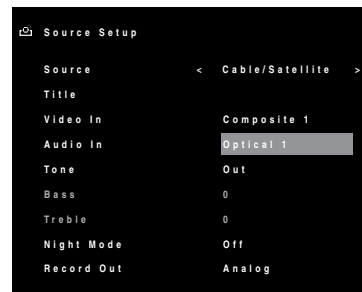 Source Setup
Source < Cable/Satellite >
Title
Video In Composite 1
Audio In Optical 1
Tone Out
Bass 0
Treble 0
Night Mode Off
Record Out Analog